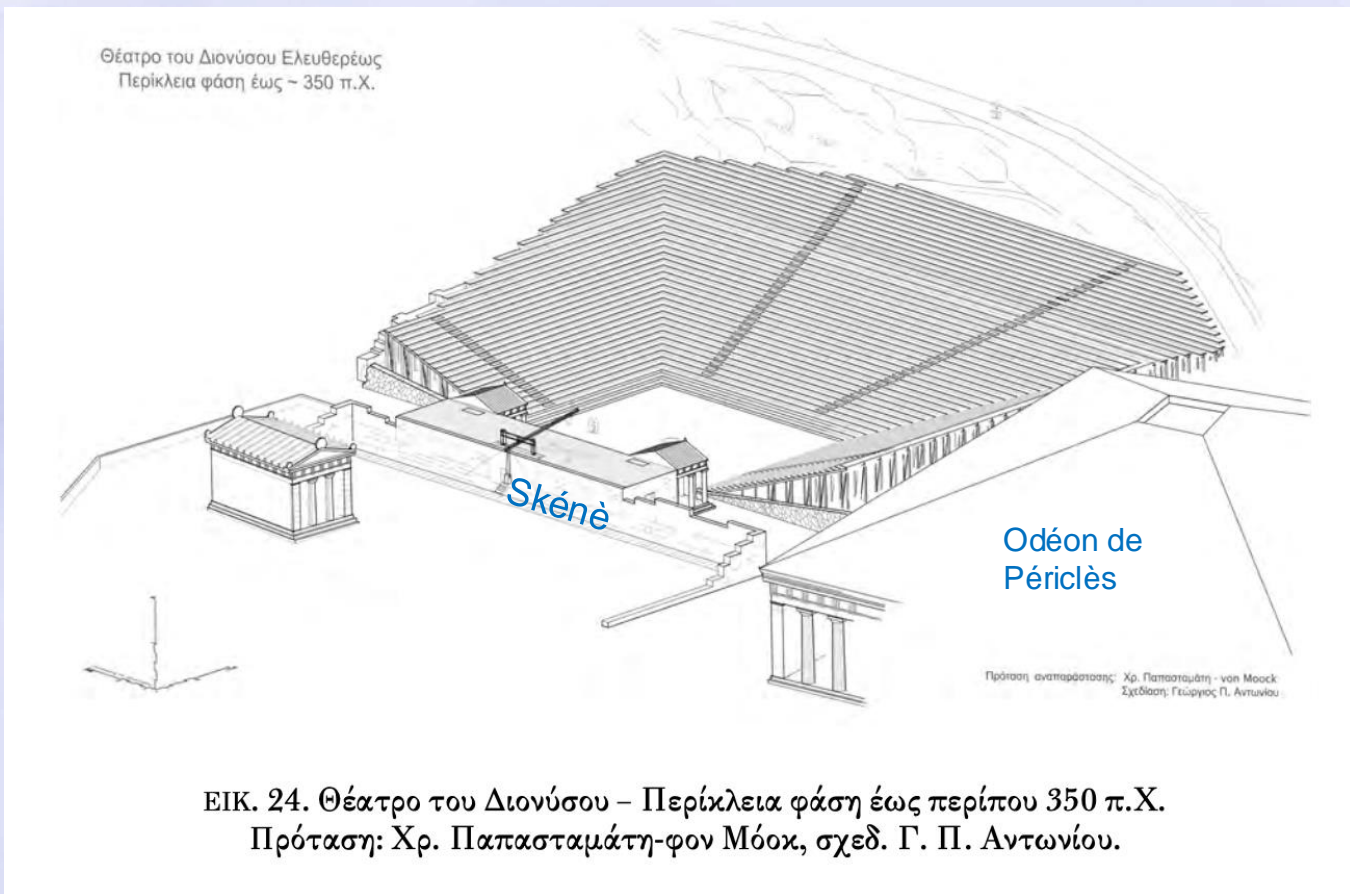 Θέατρο του Διονύσου Ελευθερέως
Περίκλεια φάση έως ~ 350 π.Χ.
Skénè
Odéon de
Périclès
Πρόταση αναπαράστασης: Χρ. Παπασταμάτη - von Moock
Σχεδίαση: Γεώργιος Π. Αντωνίου
ΕΙΚ. 24. Θέατρο του Διονύσου – Περίκλεια φάση έως περίπου 350 π.Χ.
Πρόταση: Χρ. Παπασταμάτη-φον Μόοκ, σχεδ. Γ. Π. Αντωνίου.